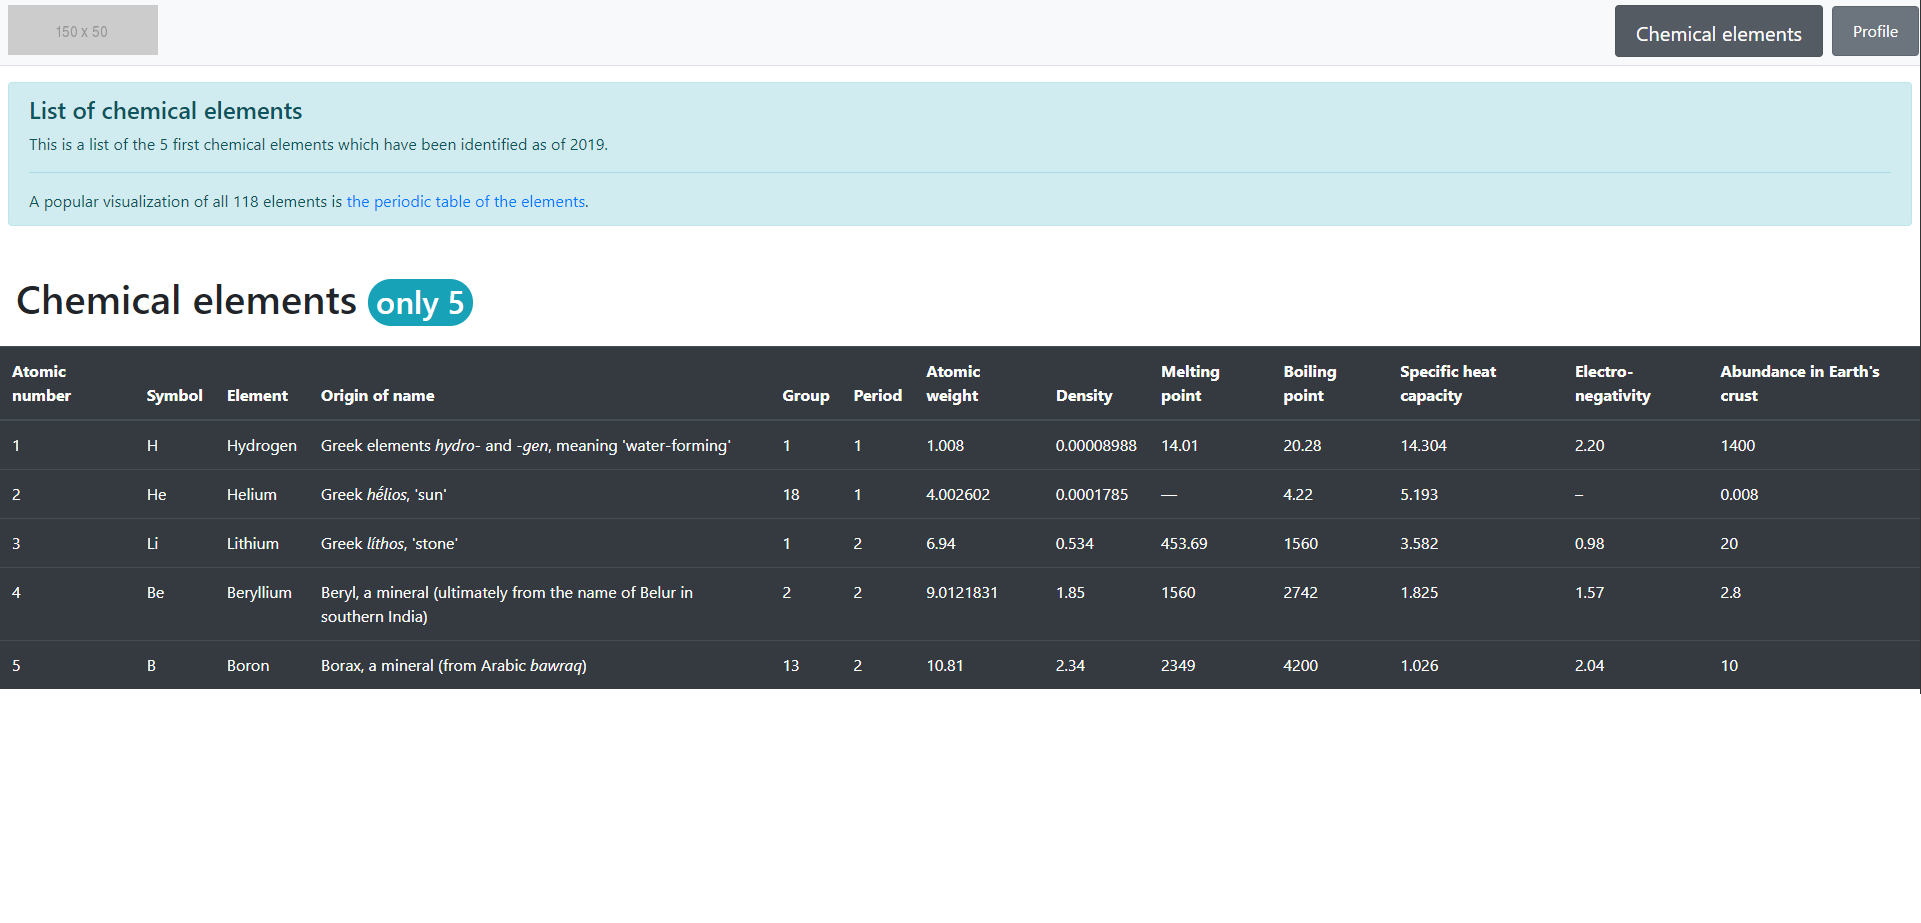 150 x 50
Chemical elements
Profile
List of chemical elements
This is a list of the 5 first chemical elements which have been identified as of 2019.
A popular visualization of all 118 elements is the periodic table of the elements.
Chemical elements only 5
Atomic number Symbol Element Origin of name Group Period Atomic weight Density Melting point Boiling point Specific heat capacity Electro-negativity Abundance in Earth's crust
1 H Hydrogen Greek elements hydro- and -gen, meaning 'water-forming' 1 1 1.008 0.00008988 14.01 20.28 14.304 2.20 1400
2 He Helium Greek hḗlios, 'sun' 18 1 4.002602 0.0001785 — 4.22 5.193 – 0.008
3 Li Lithium Greek líthos, 'stone' 1 2 6.94 0.534 453.69 1560 3.582 0.98 20
4 Be Beryllium Beryl, a mineral (ultimately from the name of Belur in southern India) 2 2 9.0121831 1.85 1560 2742 1.825 1.57 2.8
5 B Boron Borax, a mineral (from Arabic bawraq) 13 2 10.81 2.34 2349 4200 1.026 2.04 10